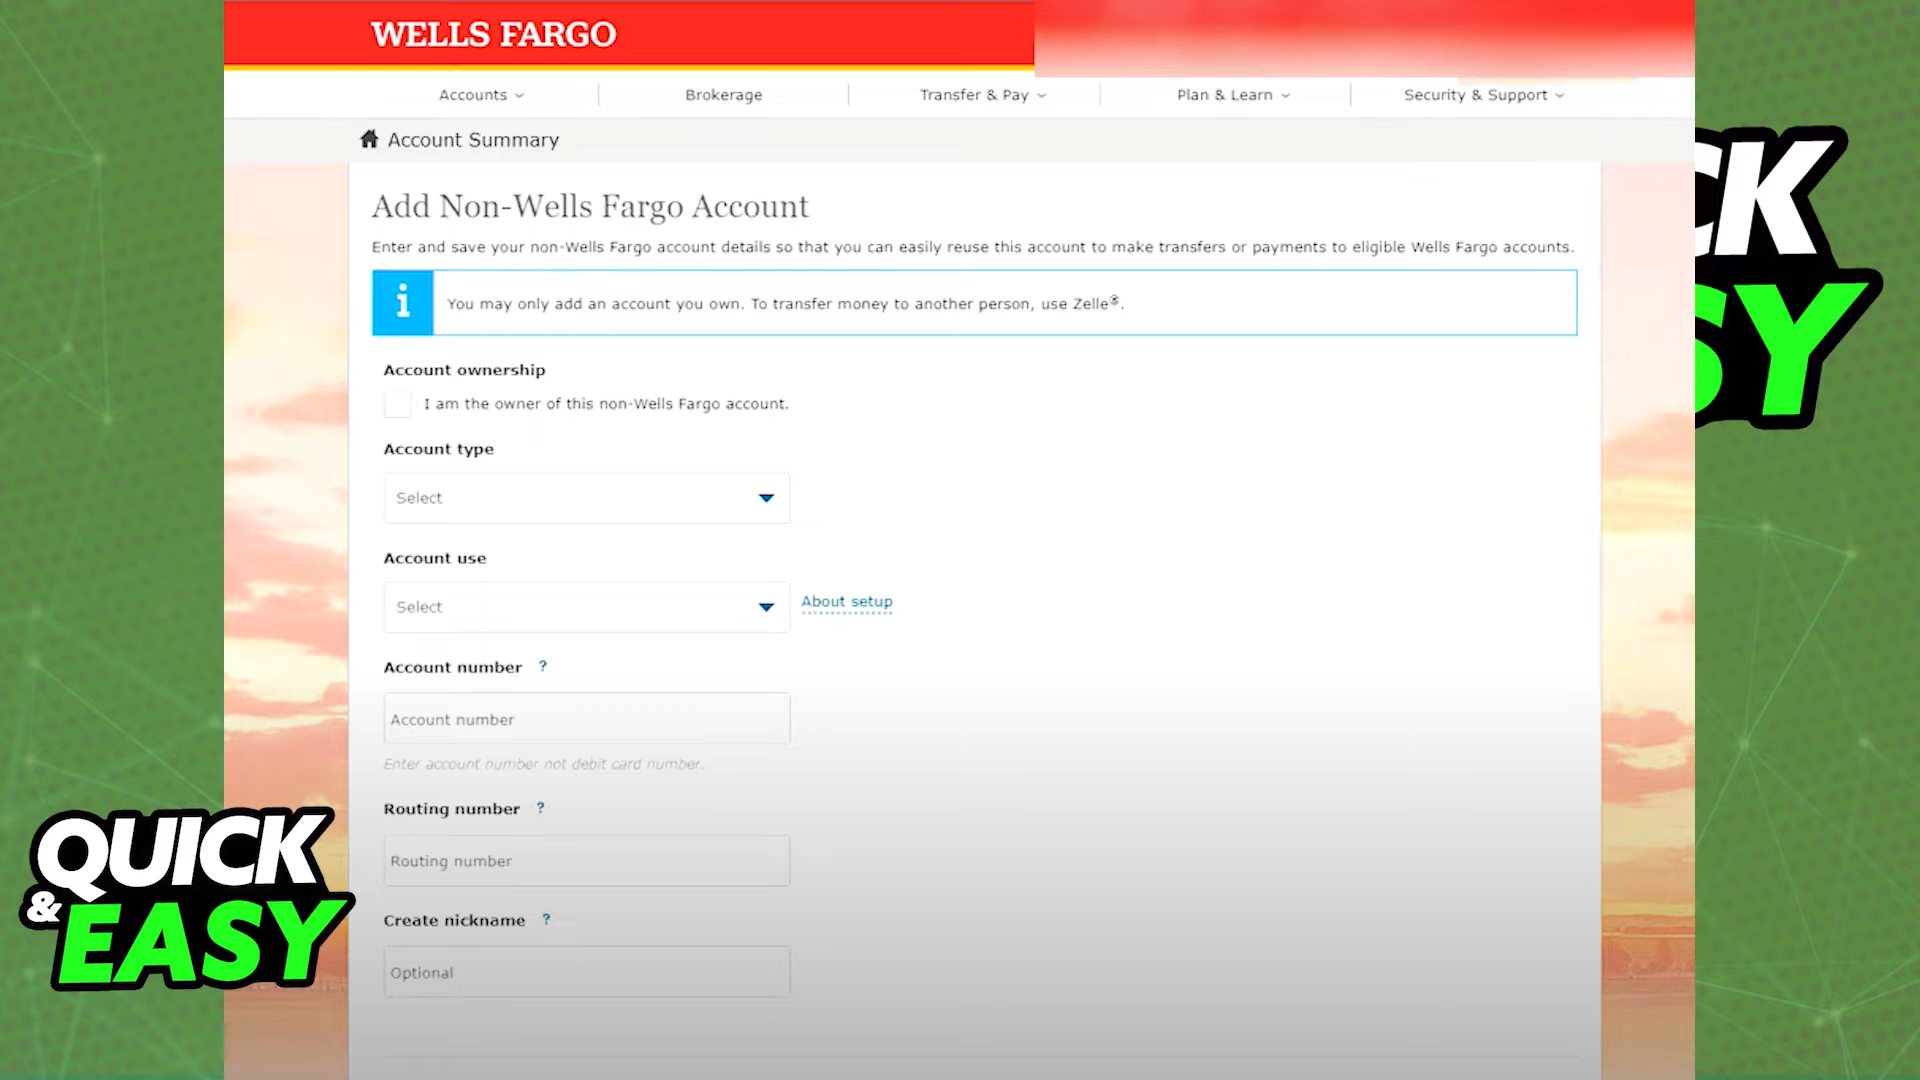 WELLS FARGO
Accounts
Brokerage
Transfer & Pay
Plan & Learn
Security & Support
Account Summary
Add Non-Wells Fargo Account
Enter and save your non-Wells Fargo account details so that you can easily reuse this account to make transfers or payments to eligible Wells Fargo accounts.
i
You may only add an account you own. To transfer money to another person, use Zelle®.
Account ownership
I am the owner of this non-Wells Fargo account.
Account type
Select
Account use
Select
About setup
Account number ?
Account number
Enter account number not debit card number.
Routing number ?
Routing number
Create nickname ?
Optional
QUICK
& EASY
CK
SY